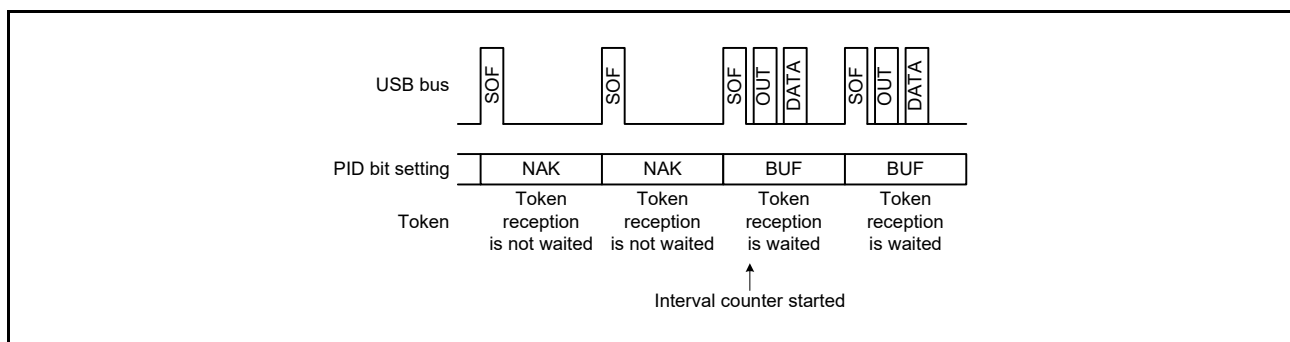 USB bus
SOF
SOF
SOF
OUT
DATA
SOF
OUT
DATA
PID bit setting
NAK
NAK
BUF
BUF
Token
Token
reception
is not waited
Token
reception
is not waited
Token
reception
is waited
Token
reception
is waited
Interval counter started